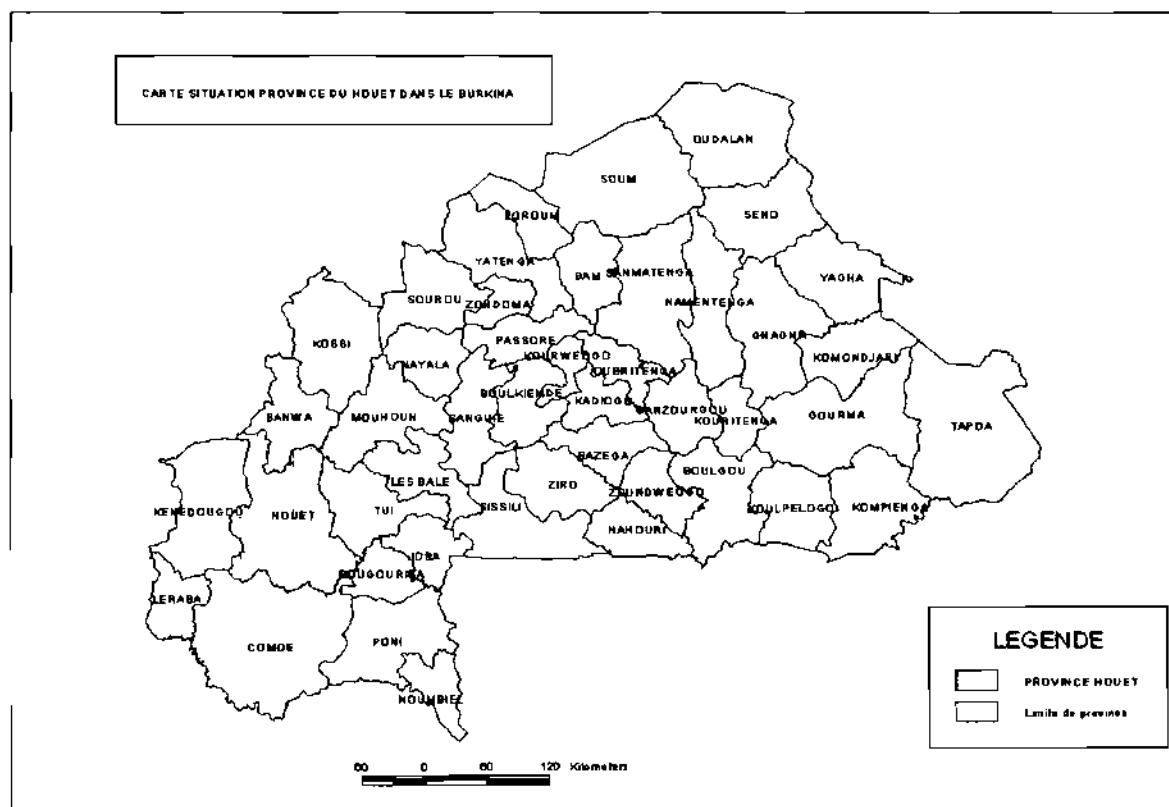 CARTE SITUATION PROVINCE DU HOUET DANS LE BURKINA
OUDALAN
SOUM
SENO
LOROUM
YATENGA
BAM
SANMATENGA
YAGHA
SOUROU
ZONDOMA
NAMENTENGA
KOSSI
PASSORE
GNAGNA
KOURWEOGO
KOMONDJARI
NAYALA
OUBRITENGA
BOULKIEMDE
KADIOGO
BANWA
MOUHOUN
SANGUIE
GANZOURGOU
KOURITENGA
GOURMA
TAPOA
BAZEGA
BOULGOU
LES BALE
ZIRO
ZOUNDWEOGO
KENEDOUGOU
HOUET
TUI
SISSILI
KOULPELOGO
KOMPIENGA
NAHOURI
IOBA
BOUGOURIBA
LERABA
COMOE
PONI
NOUMBIEL
LEGENDE
PROVINCE HOUET
Limite de province
60 0 60 120 Kilometers